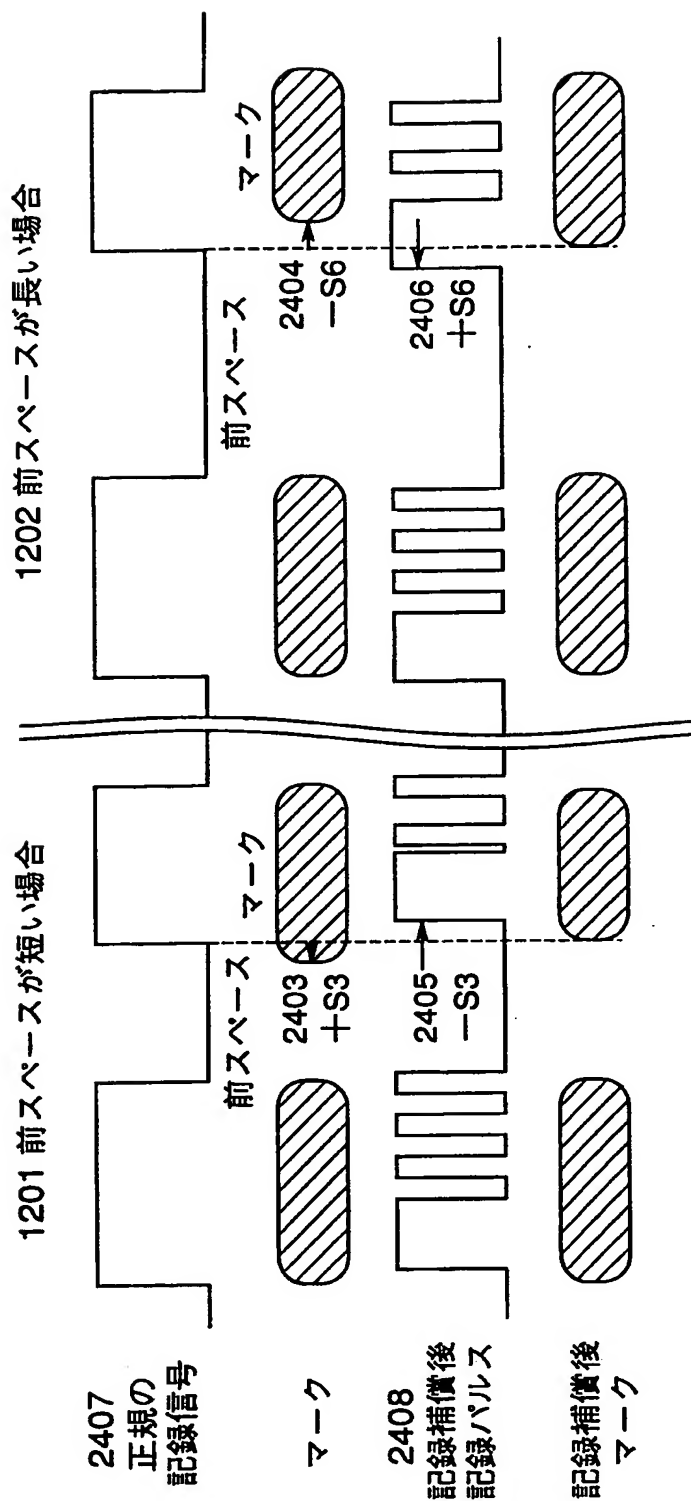 1201 前スペースが短い場合
1202 前スペースが長い場合
2407
正規の
記録信号
前スペース
マーク
前スペース
マーク
マーク
2403
+S3
2404
−S6
2408
記録補償後
記録パルス
2405
−S3
2406
+S6
記録補償後
マーク